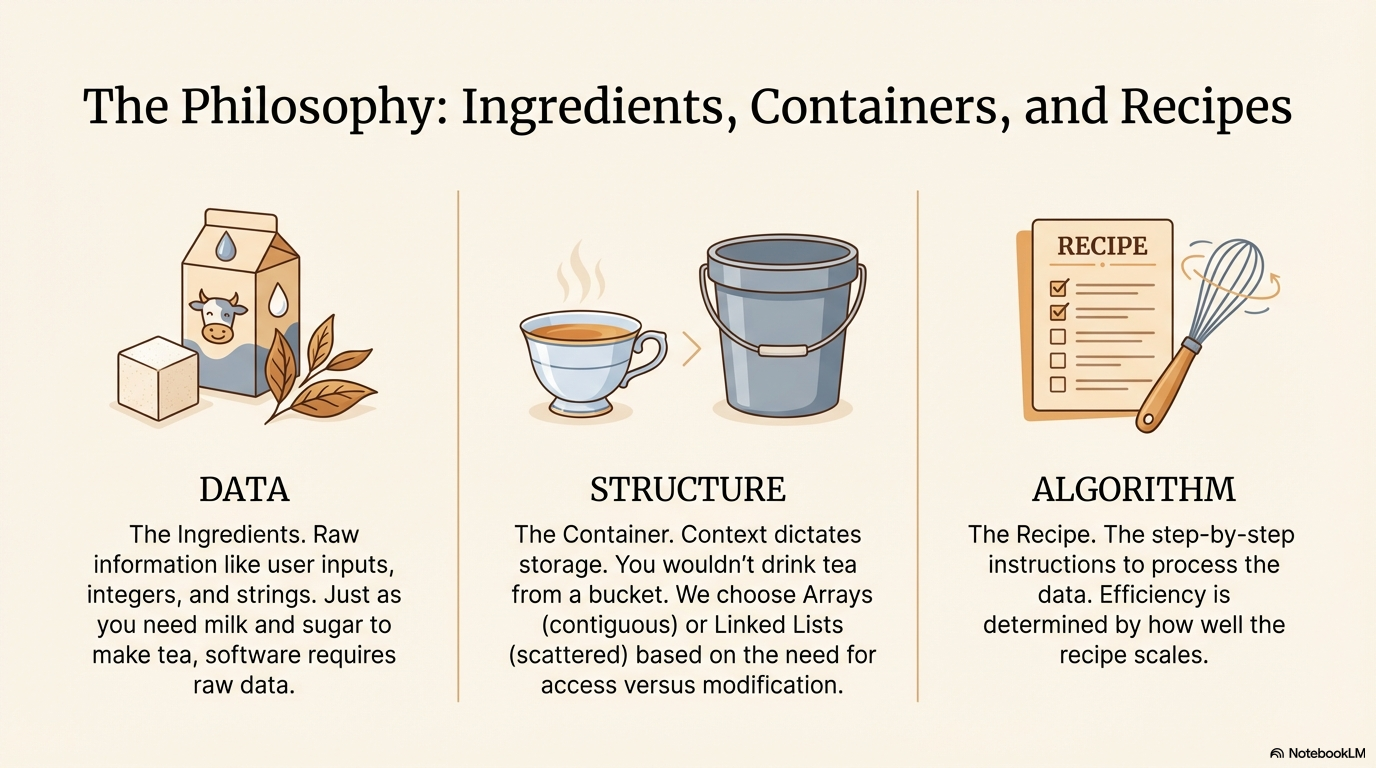 The Philosophy: Ingredients, Containers, and Recipes
DATA
The Ingredients. Raw
information like user inputs,
integers, and strings. Just as
you need milk and sugar to
make tea, software requires
raw data.
STRUCTURE
The Container. Context dictates
storage. You wouldn't drink tea
from a bucket. We choose Arrays
(contiguous) or Linked Lists
(scattered) based on the need for
access versus modification.
RECIPE
ALGORITHM
The Recipe. The step-by-step
instructions to process the
data. Efficiency is
determined by how well the
recipe scales.
NotebookLM